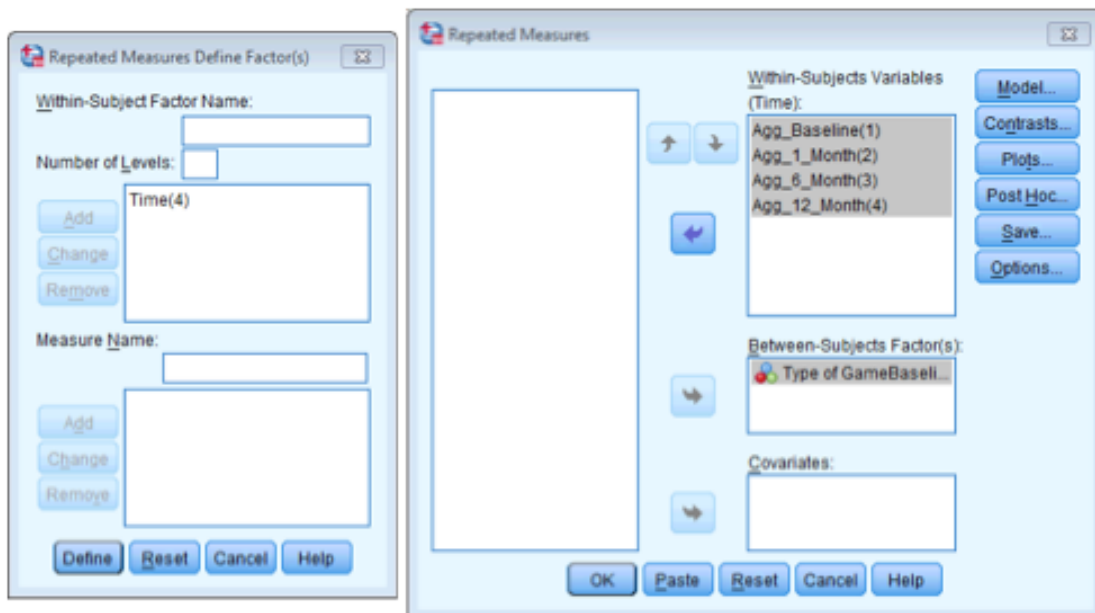 Repeated Measures Define Factor(s)
Within-Subject Factor Name:
Number of Levels:
Time(4)
Add
Change
Remove
Measure Name:
Add
Change
Remove
Define Reset Cancel Help
Repeated Measures
Within-Subjects Variables
(Time):
Agg_Baseline(1)
Agg_1_Month(2)
Agg_6_Month(3)
Agg_12_Month(4)
Model...
Contrasts...
Plots...
Post Hoc...
Save...
Options...
Between-Subjects Factor(s):
Type of GameBaseli...
Covariates:
OK Paste Reset Cancel Help